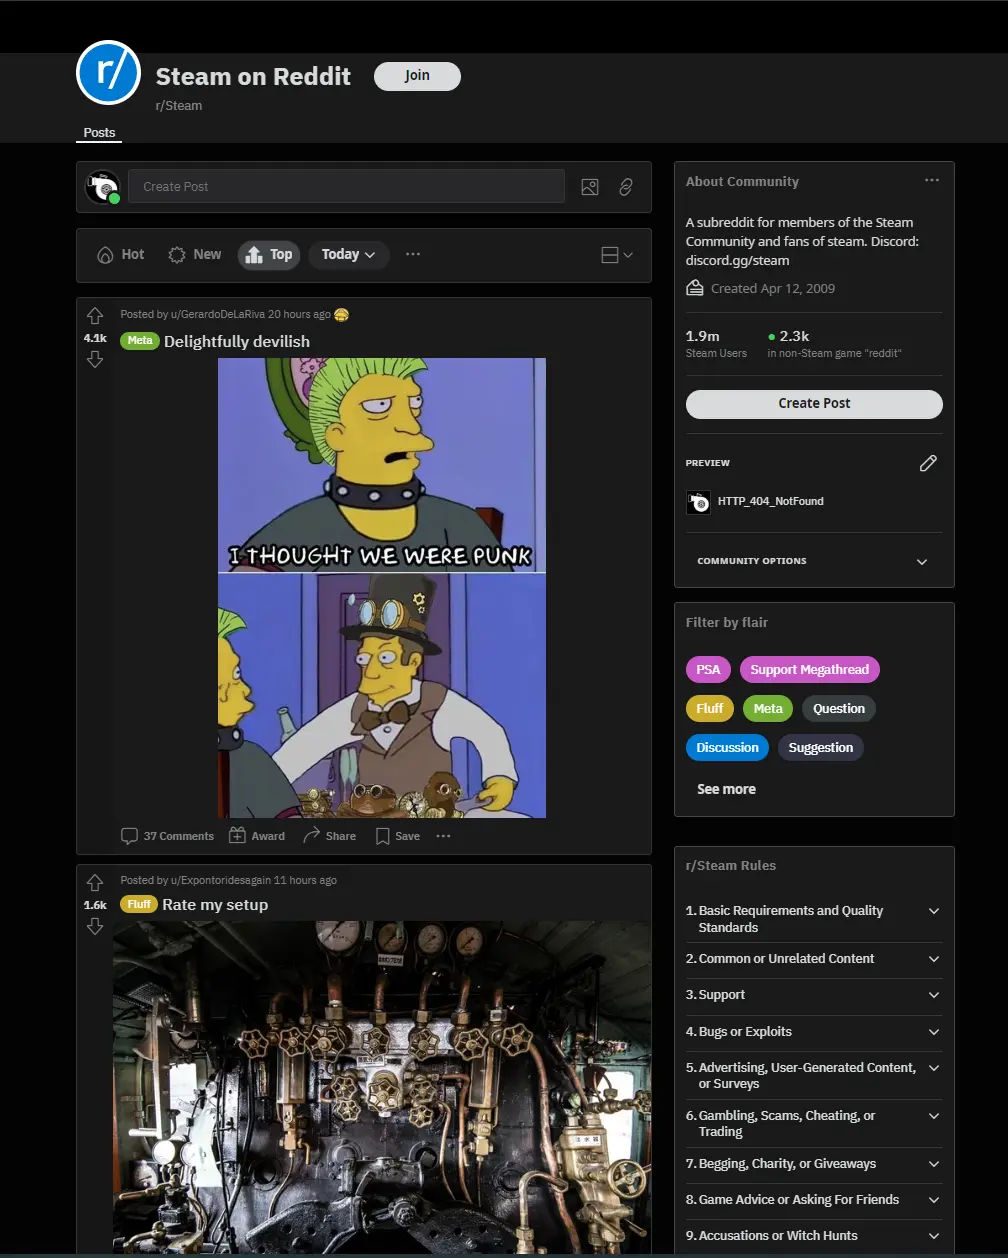 r/
Steam on Reddit
Join
r/Steam
Posts
Create Post
Hot
New
Top
Today
Posted by u/GerardoDeLaRiva 20 hours ago
4.1k
Meta
Delightfully devilish
I THOUGHT WE WERE PUNK
37 Comments
Award
Share
Save
Posted by u/Expontoridesagain 11 hours ago
1.6k
Fluff
Rate my setup
About Community
A subreddit for members of the Steam
Community and fans of steam. Discord:
discord.gg/steam
Created Apr 12, 2009
1.9m
Steam Users
2.3k
in non-Steam game "reddit"
Create Post
PREVIEW
HTTP_404_NotFound
COMMUNITY OPTIONS
Filter by flair
PSA
Support Megathread
Fluff
Meta
Question
Discussion
Suggestion
See more
r/Steam Rules
1. Basic Requirements and Quality
Standards
2. Common or Unrelated Content
3. Support
4. Bugs or Exploits
5. Advertising, User-Generated Content,
or Surveys
6. Gambling, Scams, Cheating, or
Trading
7. Begging, Charity, or Giveaways
8. Game Advice or Asking For Friends
9. Accusations or Witch Hunts